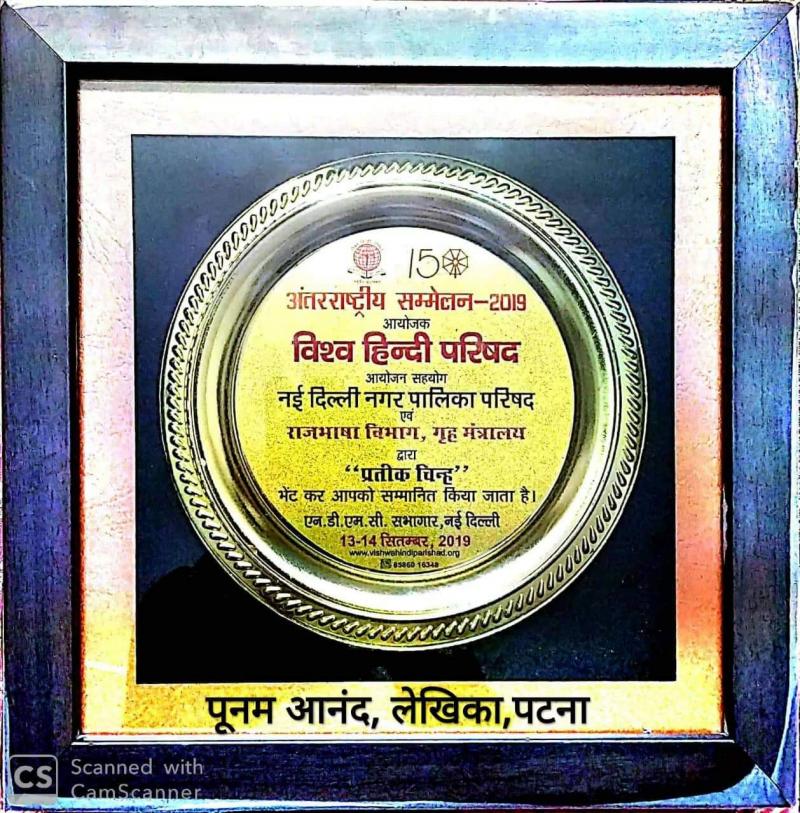 150
अंतरराष्ट्रीय सम्मेलन-2019
आयोजक
विश्व हिन्दी परिषद
आयोजन सहयोग
नई दिल्ली नगर पालिका परिषद
एवं
राजभाषा विभाग, गृह मंत्रालय
द्वारा
“प्रतीक चिन्ह”
भेंट कर आपको सम्मानित किया जाता है।
एन.डी.एम.सी. सभागार,नई दिल्ली
13-14 सितम्बर, 2019
www.vishwahindiparishad.org
85860 16348
पूनम आनंद, लेखिका,पटना
CS Scanned with
CamScanner